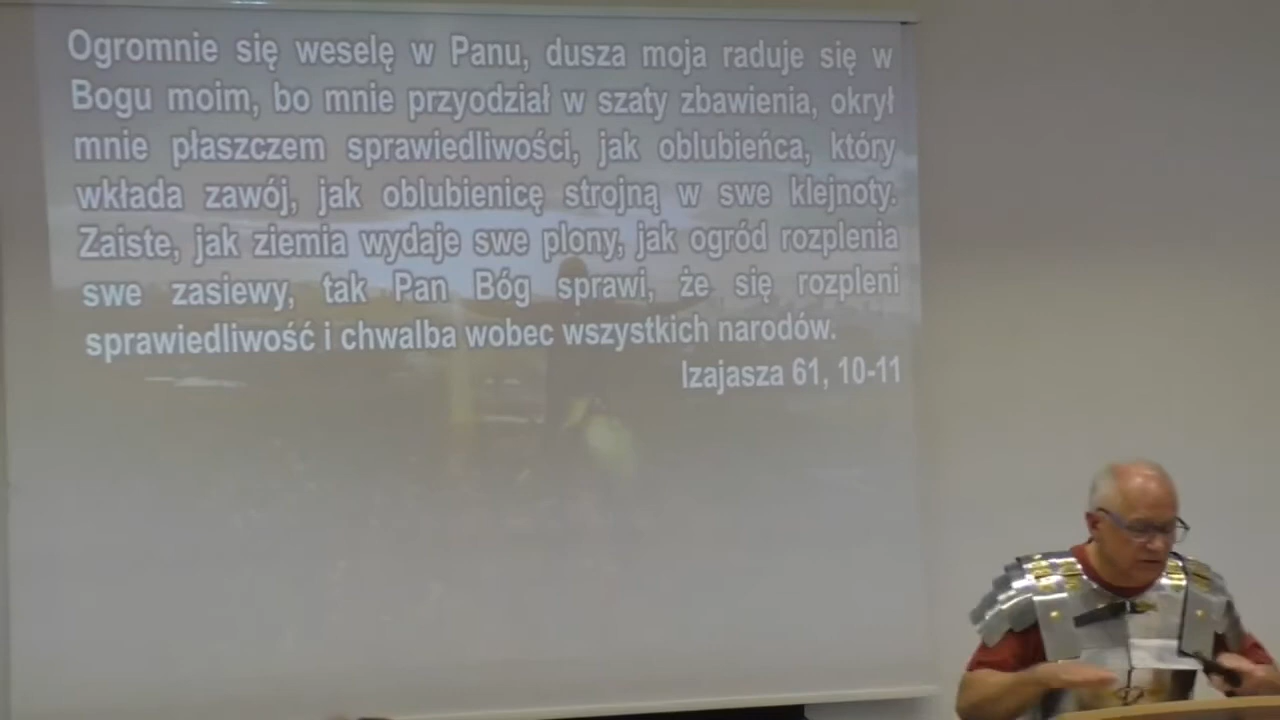 Ogromnie się weselę w Panu, dusza moja raduje się w
Bogu moim, bo mnie przyodział w szaty zbawienia, okrył
mnie płaszczem sprawiedliwości, jak oblubieńca, który
wkłada zawój, jak oblubienicę strojną w swe klejnoty.
Zaiste, jak ziemia wydaje swe plony, jak ogród rozplenia
swe zasiewy, tak Pan Bóg sprawi, że się rozpleni
sprawiedliwość i chwalba wobec wszystkich narodów.
Izajasza 61, 10-11